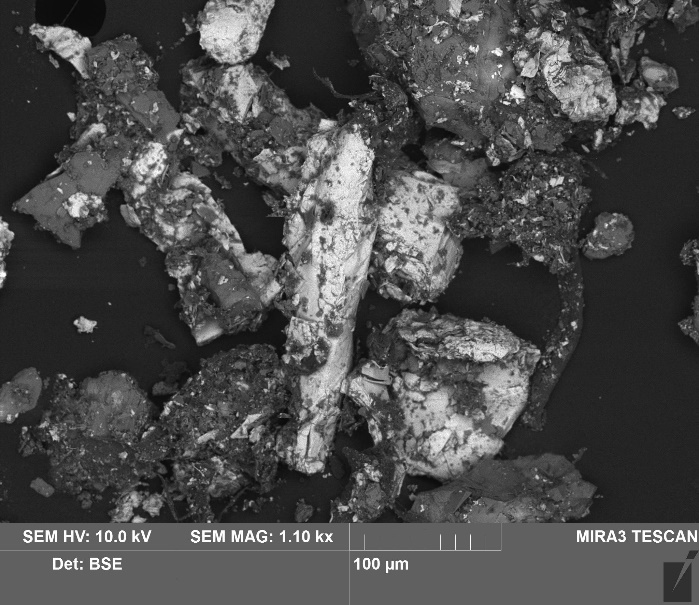 SEM HV: 10.0 kV SEM MAG: 1.10 kx MIRA3 TESCAN
Det: BSE 100 µm